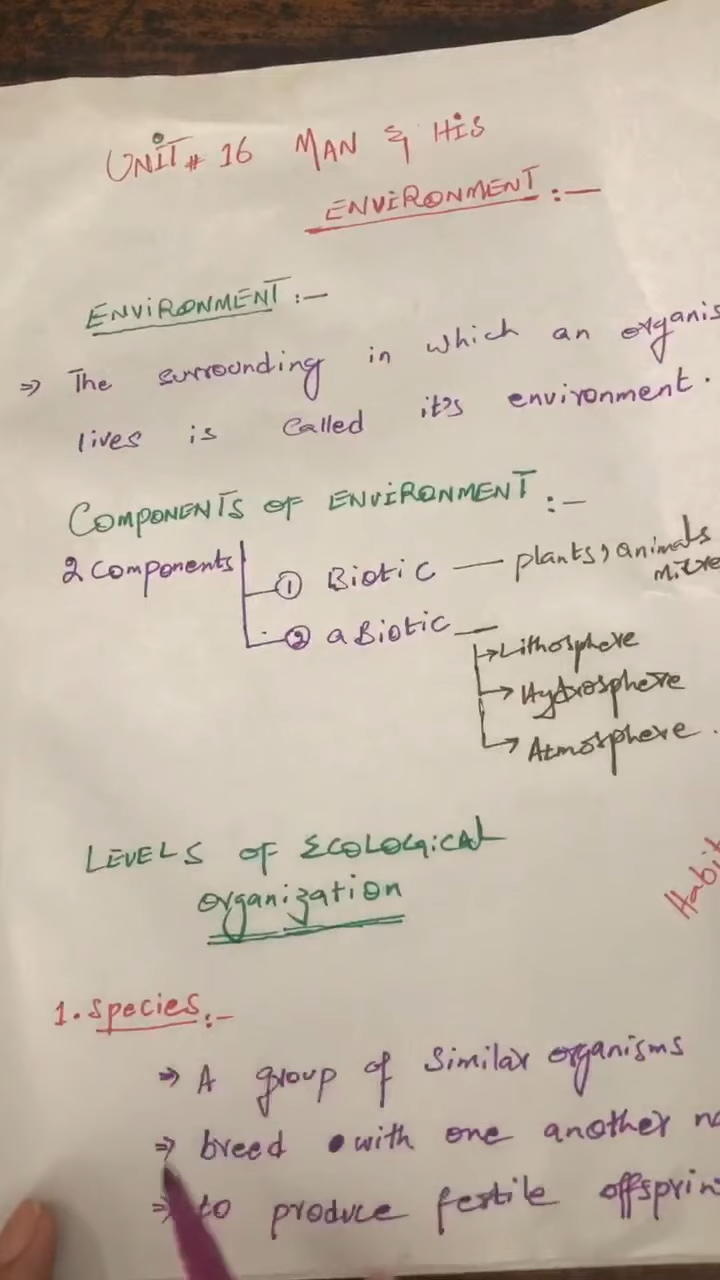 UNIT # 16 MAN & HIS
ENVIRONMENT :—
ENVIRONMENT :—
⇒ The surrounding in which an organis
lives is called it's environment.
COMPONENTS OF ENVIRONMENT :—
2 Components
① Biotic — plants, animals
② aBiotic —
→ Lithosphere
→ Hydrosphere
→ Atmosphere.
Habit
LEVELS OF ECOLOGICAL
organization
1. Species:-
⇒ A group of similar organisms
⇒ breed with one another
⇒ to produce fertile offsprin